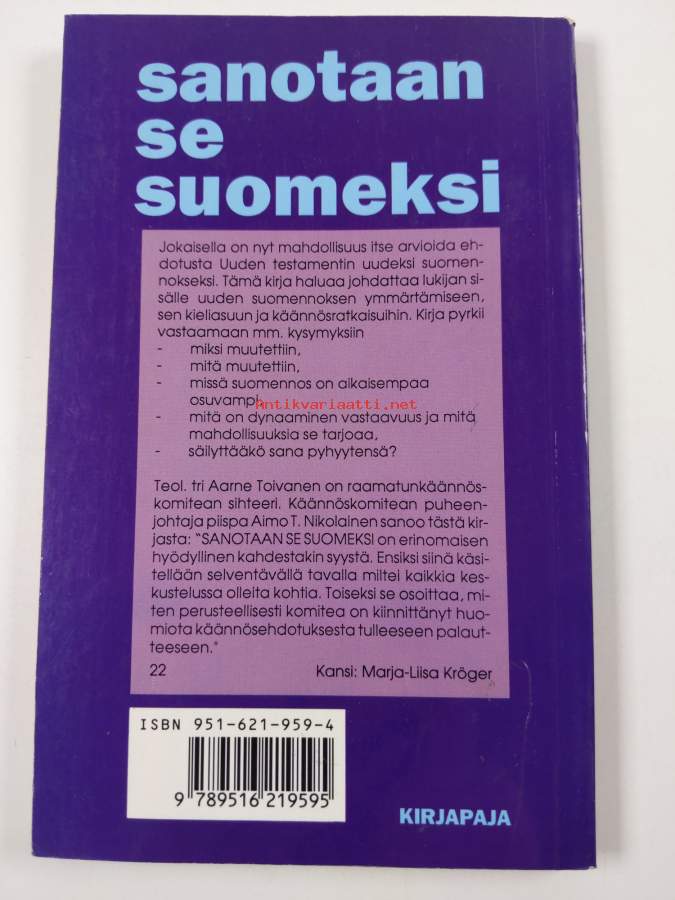 sanotaan
se
suomeksi
Jokaisella on nyt mahdollisuus itse arvioida eh-
dotusta Uuden testamentin uudeksi suomen-
nokseksi. Tämä kirja haluaa johdattaa lukijan si-
sälle uuden suomennoksen ymmärtämiseen,
sen kieliasuun ja käännösratkaisuihin. Kirja pyrkii
vastaamaan mm. kysymyksiin
- miksi muutettiin,
- mitä muutettiin,
- missä suomennos on aikaisempaa
osuvampi,
antikvariaatti.net
- mitä on dynaaminen vastaavuus ja mitä
mahdollisuuksia se tarjoaa,
- säilyttääkö sana pyhyytensä?
Teol. tri Aarne Toivanen on raamatunkäännös-
komitean sihteeri. Käännöskomitean puheen-
johtaja piispa Aimo T. Nikolainen sanoo tästä kir-
jasta: "SANOTAAN SE SUOMEKSI on erinomaisen
hyödyllinen kahdestakin syystä. Ensiksi siinä käsi-
tellään selventävällä tavalla miltei kaikkia kes-
kustelussa olleita kohtia. Toiseksi se osoittaa, mi-
ten perusteellisesti komitea on kiinnittänyt huo-
miota käännösehdotuksesta tulleeseen palaut-
teeseen."
22 Kansi: Marja-Liisa Kröger
ISBN 951-621-959-4
9 789516 219595
KIRJAPAJA